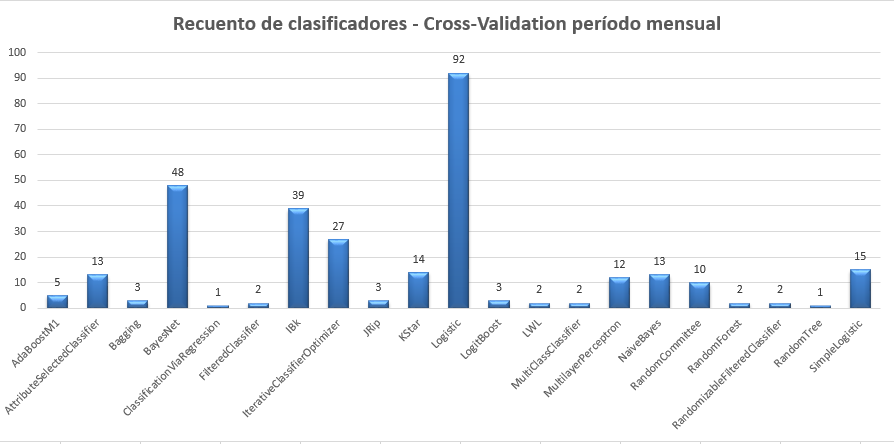 Recuento de clasificadores - Cross-Validation período mensual
100
90
80
70
60
50
40
30
20
10
0
5
13
3
48
1
2
39
27
3
14
92
3
2
2
12
13
10
2
2
1
15
AdaBoostM1
AttributeSelectedClassifier
Bagging
BayesNet
ClassificationViaRegression
FilteredClassifier
IBk
IterativeClassifierOptimizer
JRip
KStar
Logistic
LogitBoost
LWL
MultiClassClassifier
MultilayerPerceptron
NaiveBayes
RandomCommittee
RandomForest
RandomizableFilteredClassifier
RandomTree
SimpleLogistic